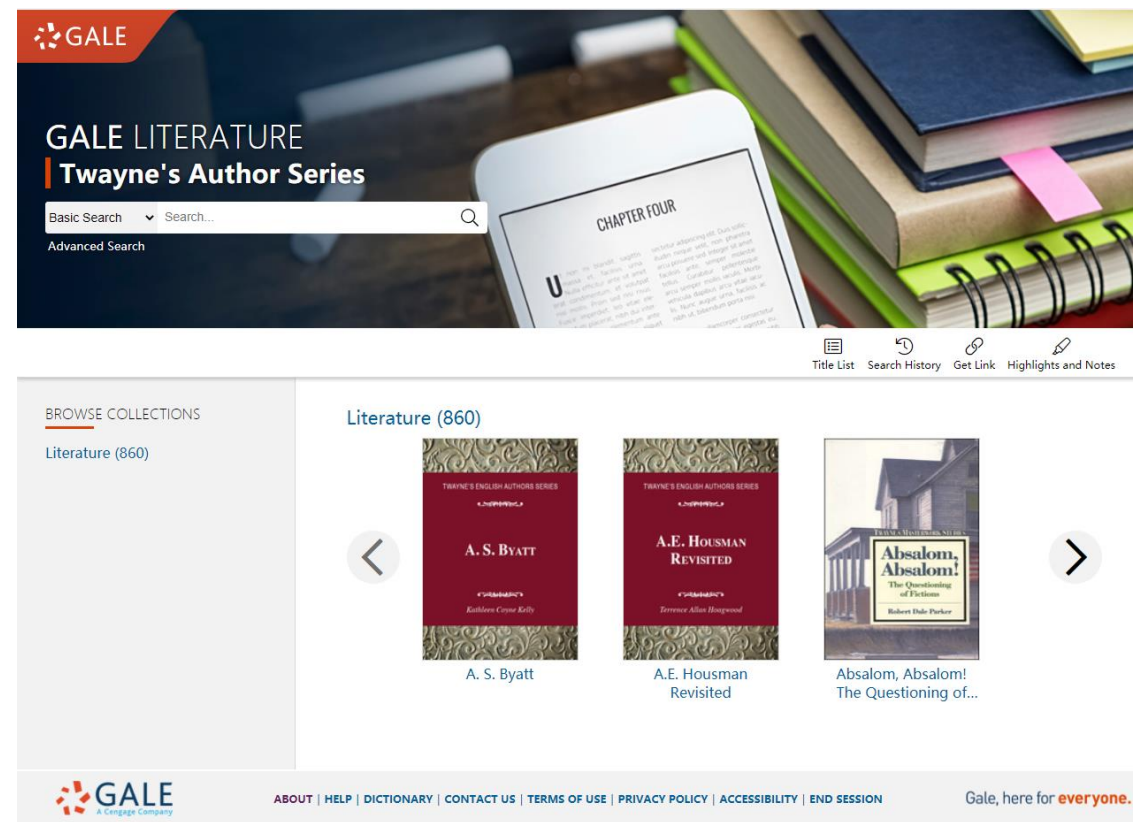 GALE
GALE LITERATURE
Twayne's Author Series
Basic Search Search...
Advanced Search
CHAPTER FOUR
Title List Search History Get Link Highlights and Notes
BROWSE COLLECTIONS
Literature (860)
Literature (860)
TWAYNE'S ENGLISH AUTHORS SERIES
A. S. BYATT
Kathleen Coyne Kelly
A. S. Byatt
TWAYNE'S ENGLISH AUTHORS SERIES
A.E. HOUSMAN
REVISITED
Terrence Allan Hoagwood
A.E. Housman
Revisited
TWAYNE'S MASTERWORK STUDIES
Absalom,
Absalom!
The Questioning
of Fictions
Robert Dale Parker
Absalom, Absalom!
The Questioning of...
GALE
A Cengage Company
ABOUT | HELP | DICTIONARY | CONTACT US | TERMS OF USE | PRIVACY POLICY | ACCESSIBILITY | END SESSION
Gale, here for everyone.